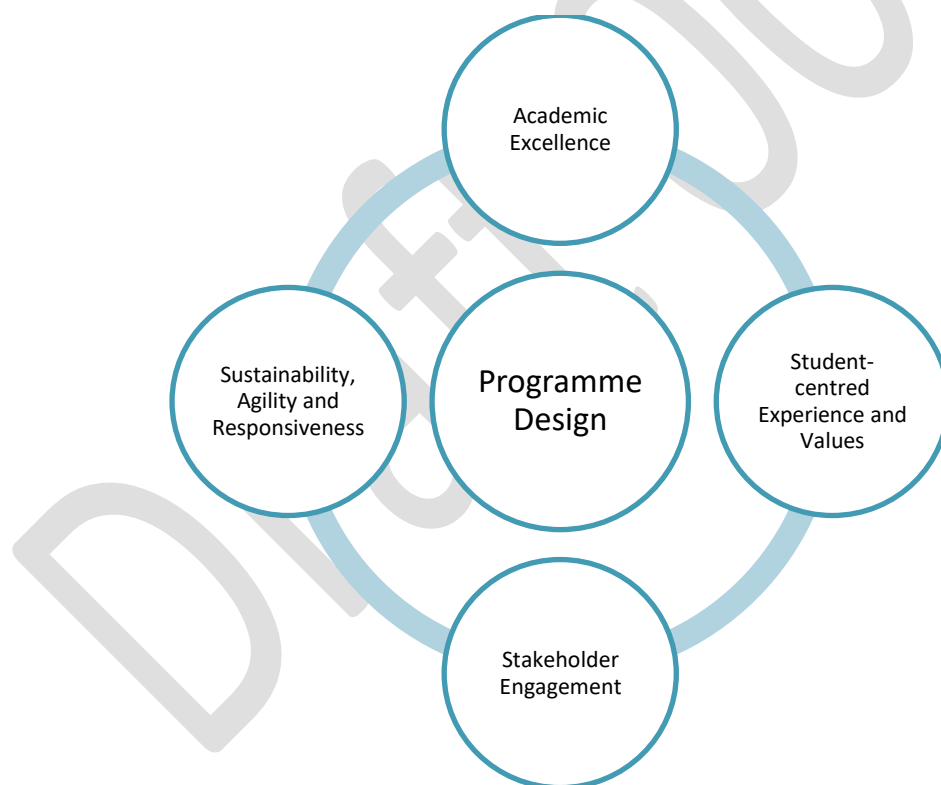 Academic
Excellence
Sustainability,
Agility and
Responsiveness
Programme
Design
Student-
centred
Experience and
Values
Stakeholder
Engagement